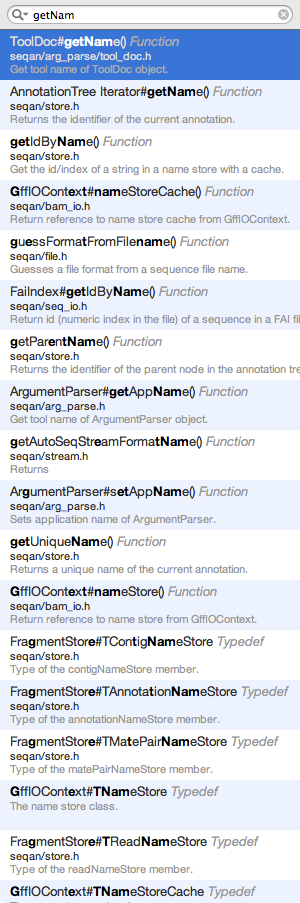 getNam
ToolDoc#getName() Function
seqan/arg_parse/tool_doc.h
Get tool name of ToolDoc object.
AnnotationTree Iterator#getName() Function
seqan/store.h
Returns the identifier of the current annotation.
getIdByName() Function
seqan/store.h
Get the id/index of a string in a name store with a cache.
GffIOContext#nameStoreCache() Function
seqan/bam_io.h
Return reference to name store cache from GffIOContext.
guessFormatFromFilename() Function
seqan/file.h
Guesses a file format from a sequence file name.
FaiIndex#getIdByName() Function
seqan/seq_io.h
Return id (numeric index in the file) of a sequence in a FAI fi
getParentName() Function
seqan/store.h
Returns the identifier of the parent node in the annotation tre
ArgumentParser#getAppName() Function
seqan/arg_parse.h
Get tool name of ArgumentParser object.
getAutoSeqStreamFormatName() Function
seqan/stream.h
Returns
ArgumentParser#setAppName() Function
seqan/arg_parse.h
Sets application name of ArgumentParser.
getUniqueName() Function
seqan/store.h
Returns a unique name of the current annotation.
GffIOContext#nameStore() Function
seqan/bam_io.h
Return reference to name store from GffIOContext.
FragmentStore#TContigNameStore Typedef
seqan/store.h
Type of the contigNameStore member.
FragmentStore#TAnnotationNameStore Typedef
seqan/store.h
Type of the annotationNameStore member.
FragmentStore#TMatePairNameStore Typedef
seqan/store.h
Type of the matePairNameStore member.
GffIOContext#TNameStore Typedef
The name store class.
FragmentStore#TReadNameStore Typedef
seqan/store.h
Type of the readNameStore member.
GffIOContext#TNameStoreCache Typedef